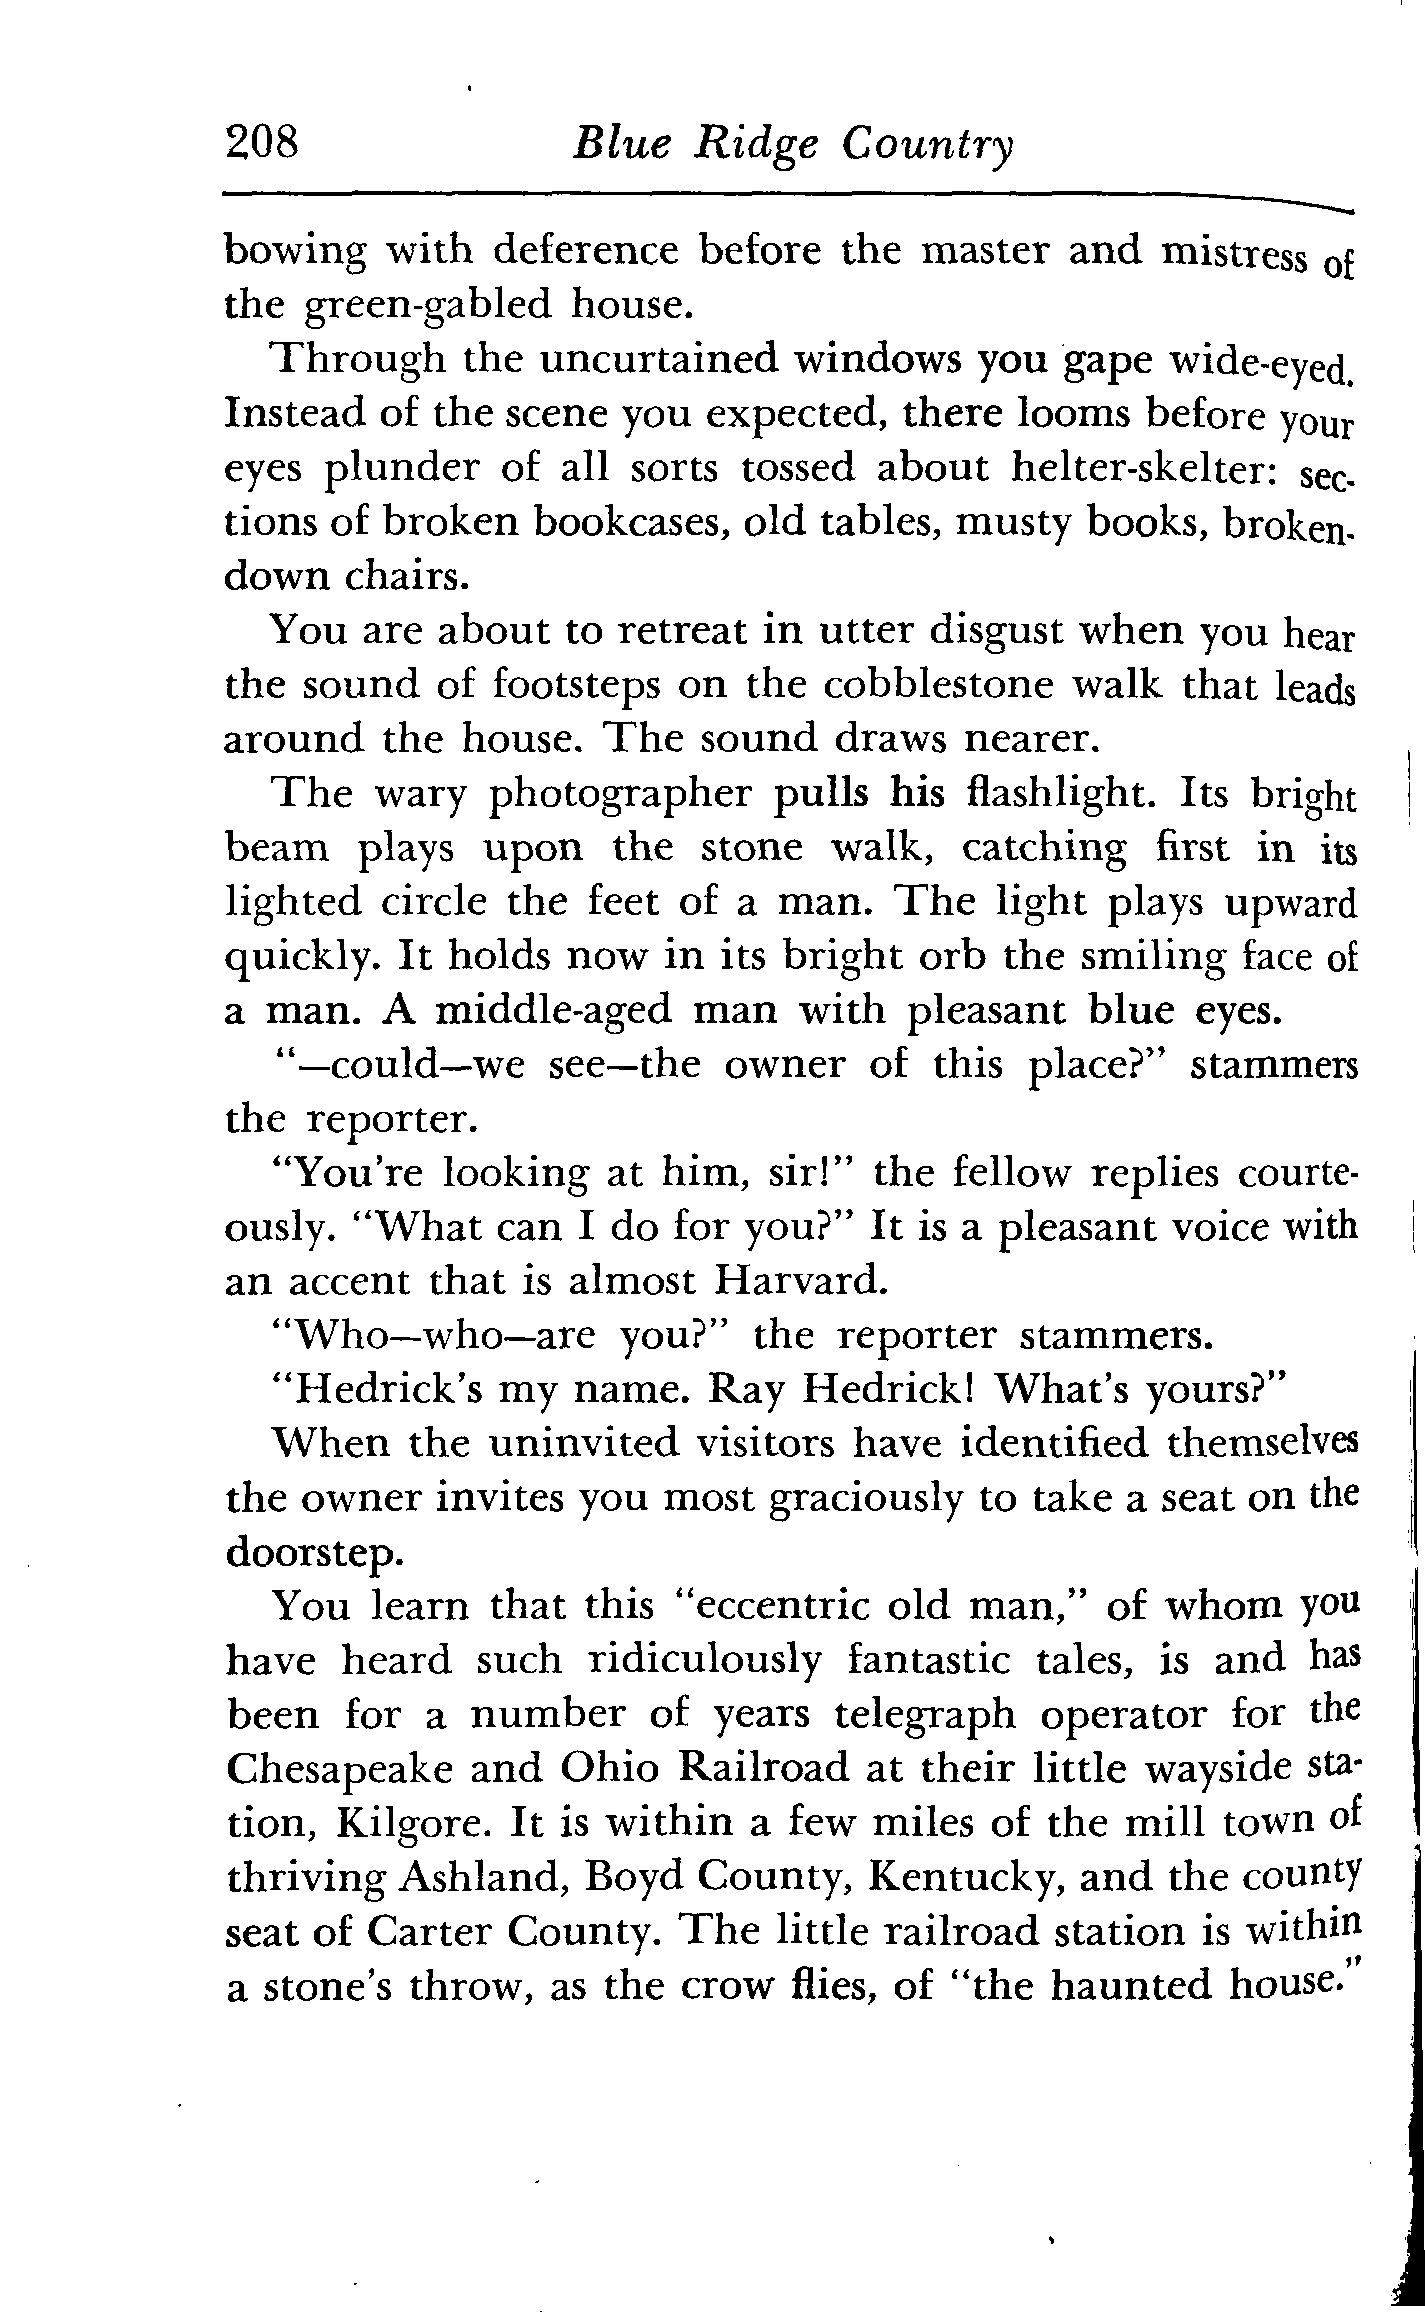 208 Blue Ridge Country
bowing with deference before the master and mistress of
the green-gabled house.
Through the uncurtained windows you gape wide-eyed.
Instead of the scene you expected, there looms before your
eyes plunder of all sorts tossed about helter-skelter: sec-
tions of broken bookcases, old tables, musty books, broken-
down chairs.
You are about to retreat in utter disgust when you hear
the sound of footsteps on the cobblestone walk that leads
around the house. The sound draws nearer.
The wary photographer pulls his flashlight. Its bright
beam plays upon the stone walk, catching first in its
lighted circle the feet of a man. The light plays upward
quickly. It holds now in its bright orb the smiling face of
a man. A middle-aged man with pleasant blue eyes.
"—could—we see—the owner of this place?" stammers
the reporter.
"You're looking at him, sir!" the fellow replies courte-
ously. "What can I do for you?" It is a pleasant voice with
an accent that is almost Harvard.
"Who—who—are you?" the reporter stammers.
"Hedrick's my name. Ray Hedrick! What's yours?"
When the uninvited visitors have identified themselves
the owner invites you most graciously to take a seat on the
doorstep.
You learn that this "eccentric old man," of whom you
have heard such ridiculously fantastic tales, is and has
been for a number of years telegraph operator for the
Chesapeake and Ohio Railroad at their little wayside sta-
tion, Kilgore. It is within a few miles of the mill town of
thriving Ashland, Boyd County, Kentucky, and the county
seat of Carter County. The little railroad station is within
a stone's throw, as the crow flies, of "the haunted house."